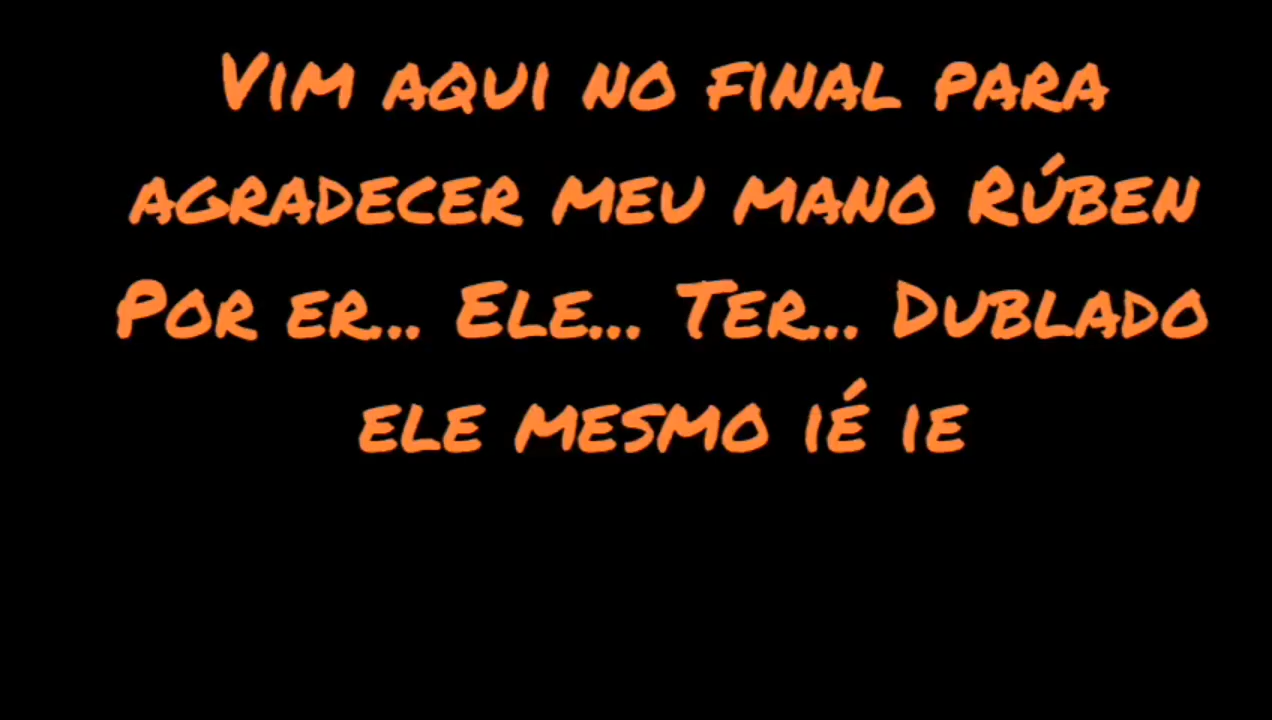 Vim aqui no final para
agradecer meu mano Rúben
Por er... Ele... Ter... Dublado
ele mesmo ié ie